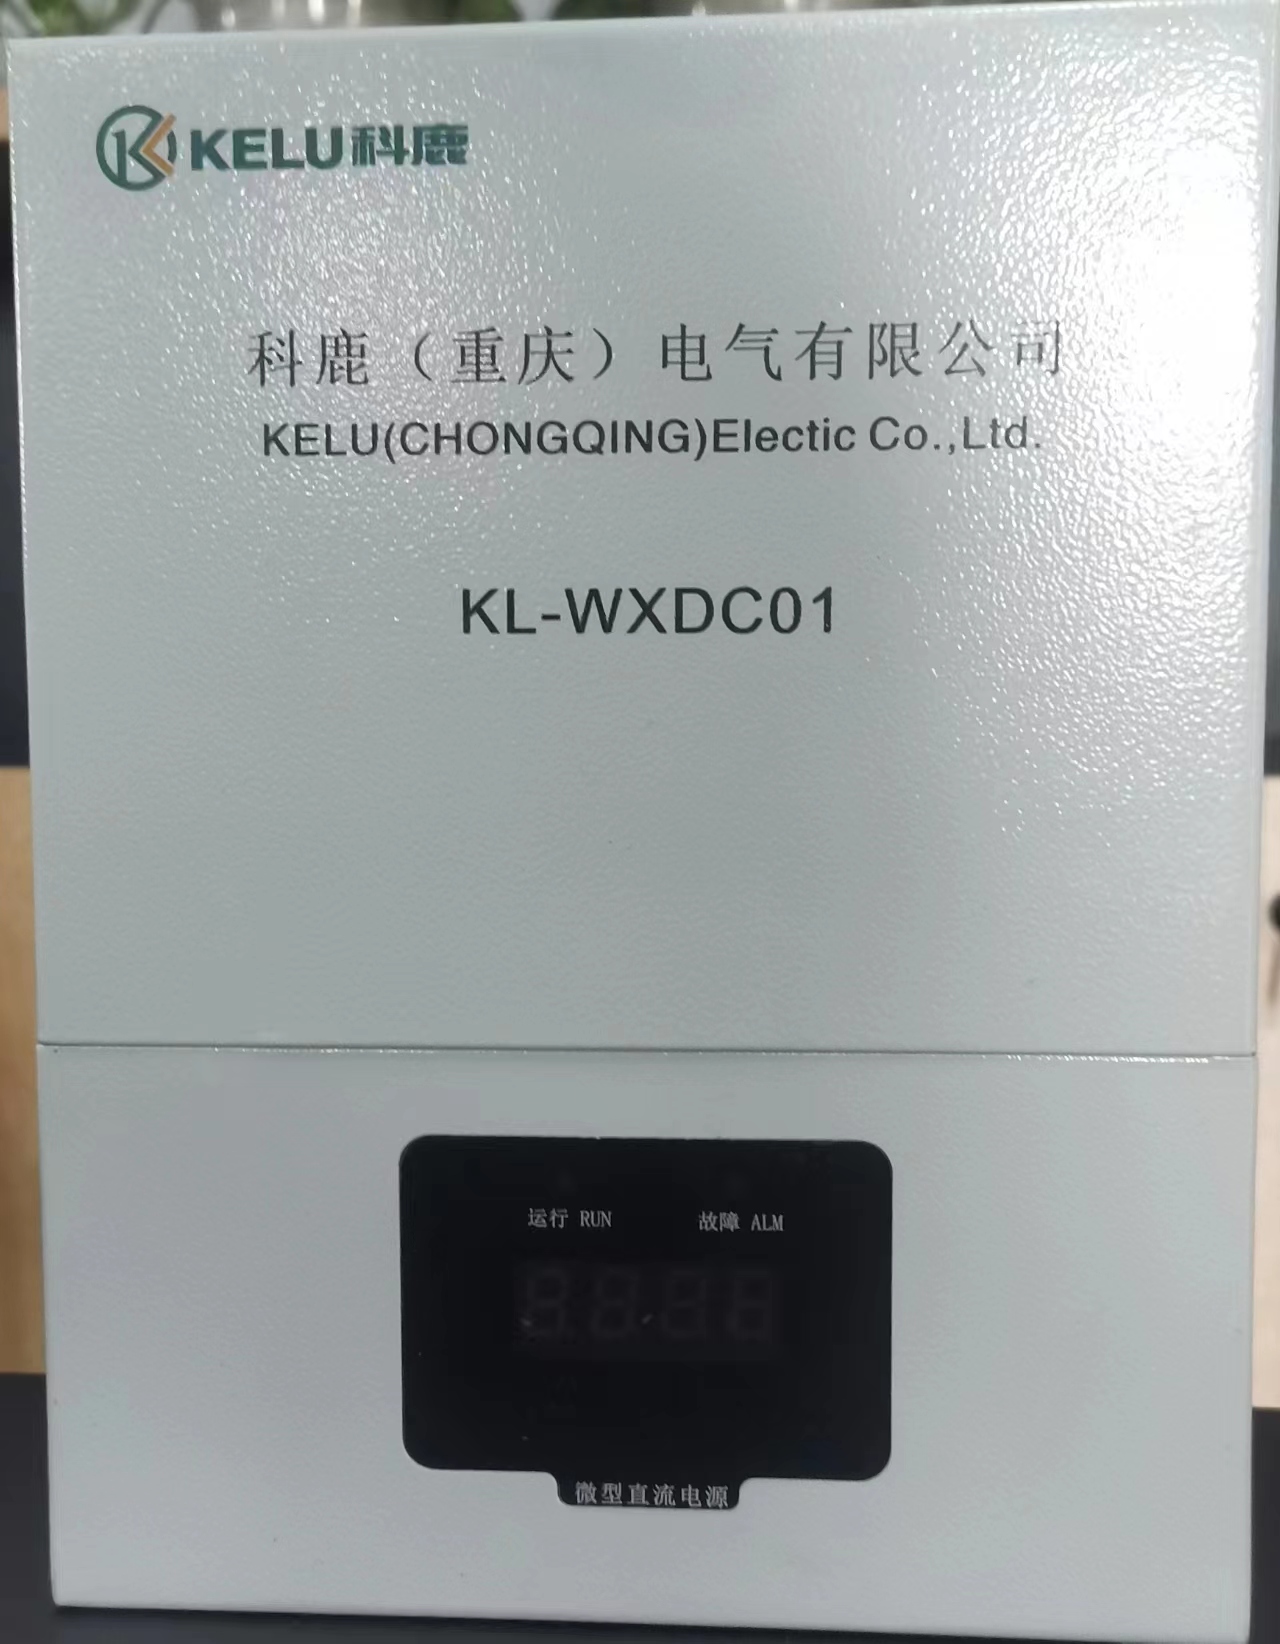 KELU科鹿
科鹿（重庆）电气有限公司
KELU(CHONGQING)Electic Co.,Ltd.
KL-WXDC01
运行 RUN 故障 ALM
微型直流电源